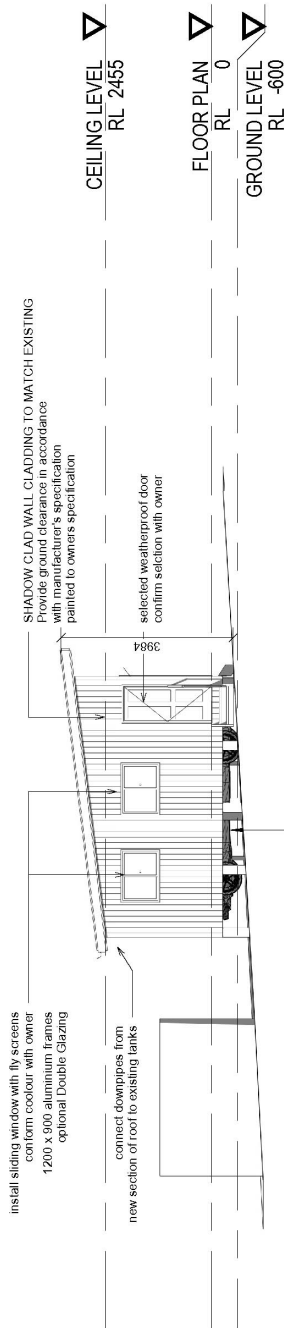 install sliding window with fly screens
conform coolour with owner
1200 x 900 aluminium frames
optional Double Glazing
connect downpipes from
new section of roof to existing tanks
SHADOW CLAD WALL CLADDING TO MATCH EXISTING
Provide ground clearance in accordance
with manufacturer's specification
painted to owners specification
3984
selected weatherproof door
confirm selction with owner
CEILING LEVEL
RL 2455
FLOOR PLAN
RL 0
GROUND LEVEL
RL -600